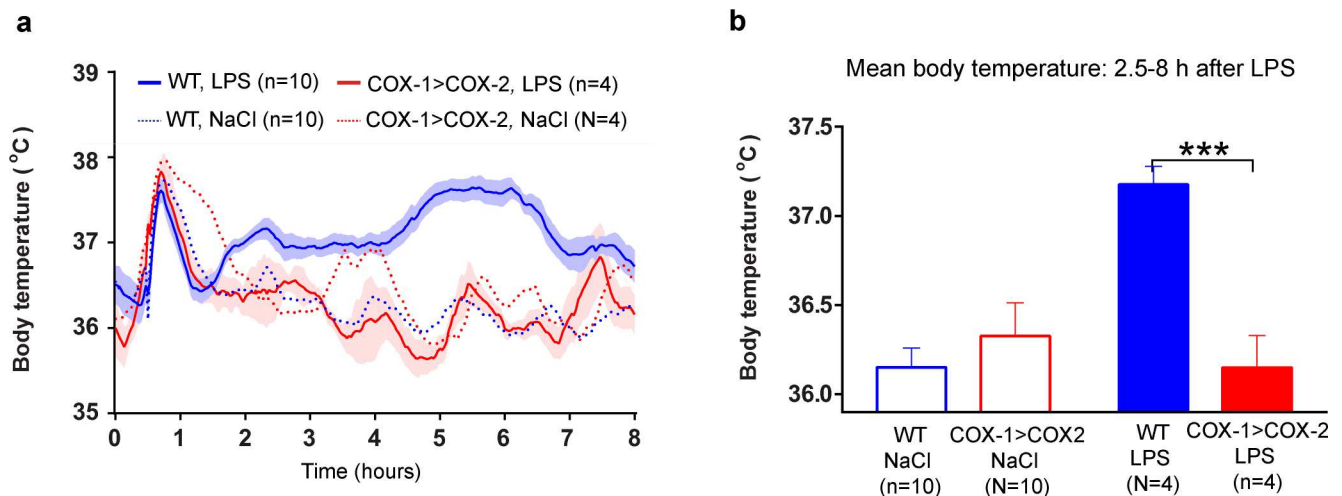 a
39
38
37
36
35
Body temperature (°C)
WT, LPS (n=10)
COX-1>COX-2, LPS (n=4)
WT, NaCl (n=10)
COX-1>COX-2, NaCl (N=4)
0 1 2 3 4 5 6 7 8
Time (hours)
b
Mean body temperature: 2.5-8 h after LPS
37.5
37.0
36.5
36.0
Body temperature (°C)
***
WT
NaCl
(n=10)
COX-1>COX2
NaCl
(N=10)
WT
LPS
(N=4)
COX-1>COX-2
LPS
(n=4)